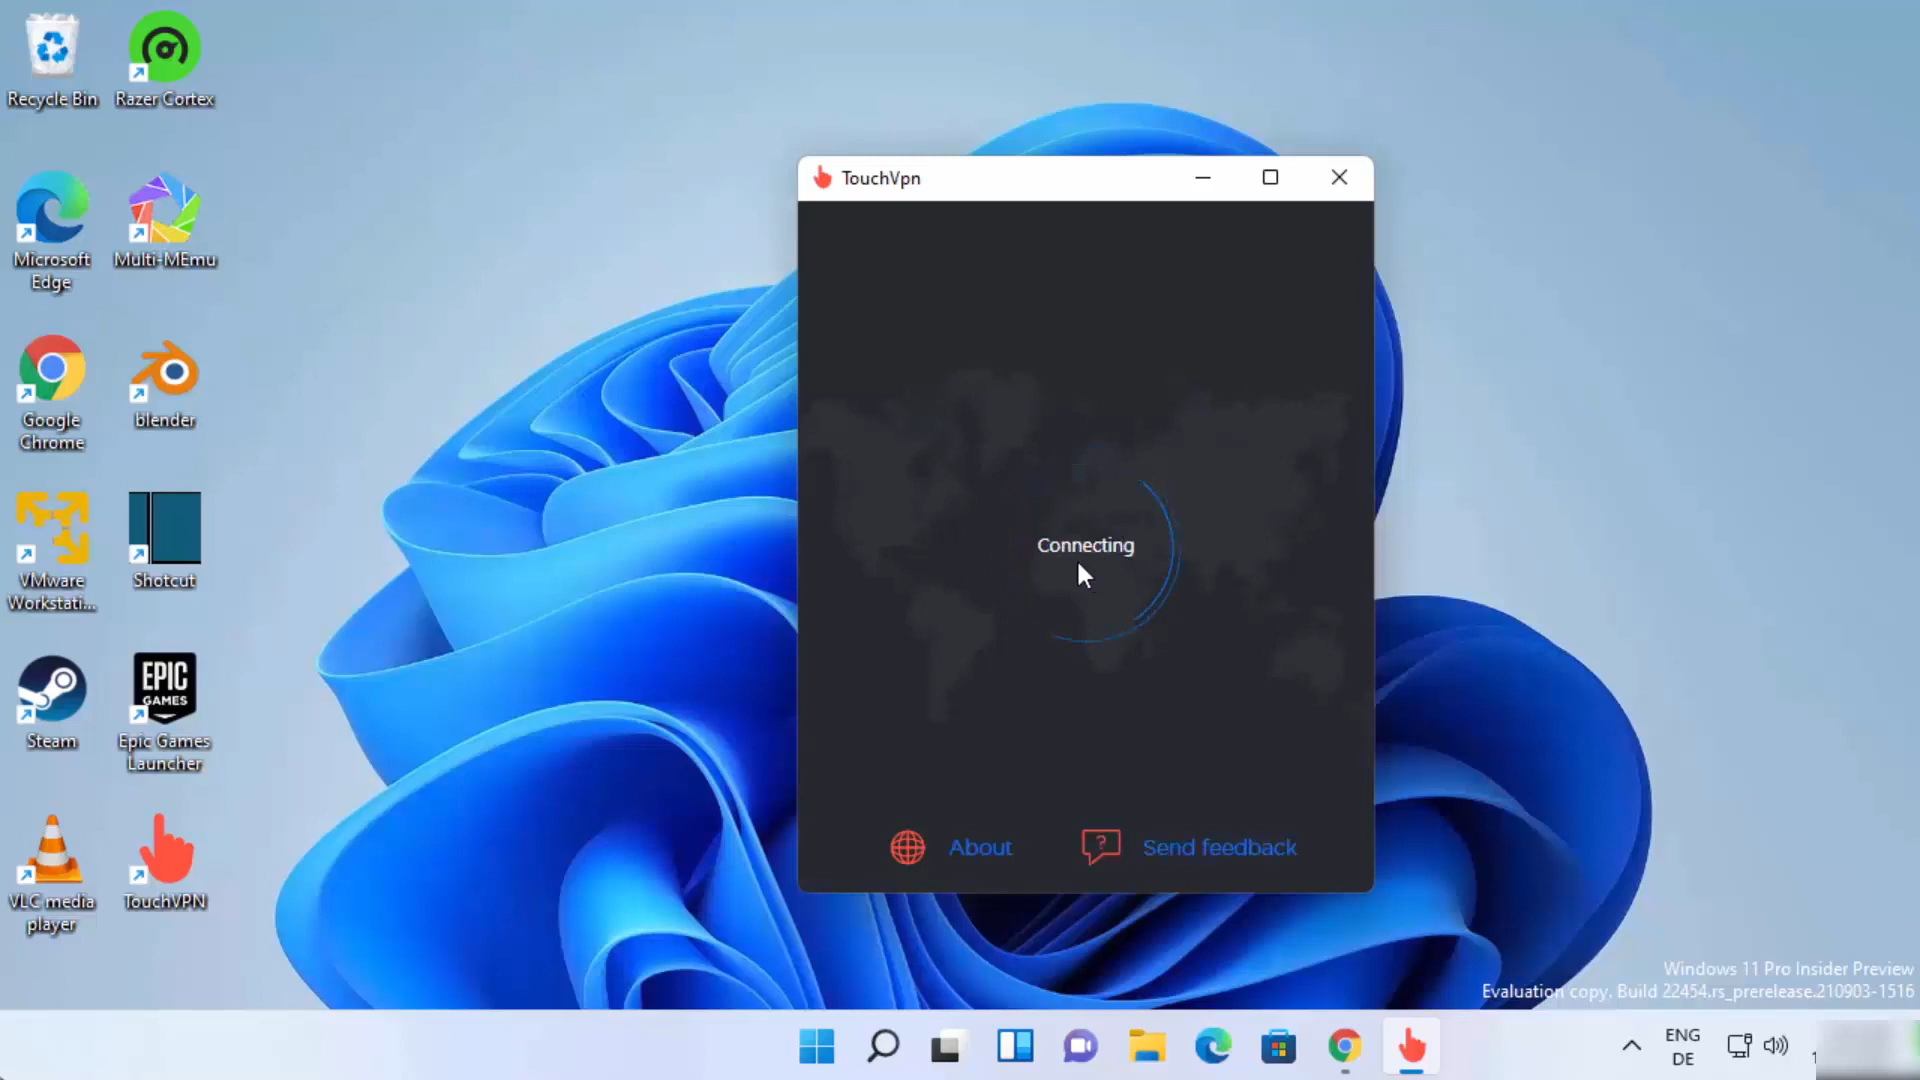 Recycle Bin
Razer Cortex
Microsoft
Edge
Multi-MEmu
Google
Chrome
blender
VMware
Workstati...
Shotcut
Steam
EPIC
GAMES
Epic Games
Launcher
VLC media
player
TouchVPN
TouchVpn
Connecting
?
About
Send feedback
Windows 11 Pro Insider Preview
Evaluation copy. Build 22454.rs_prerelease.210903-1516
ENG
DE